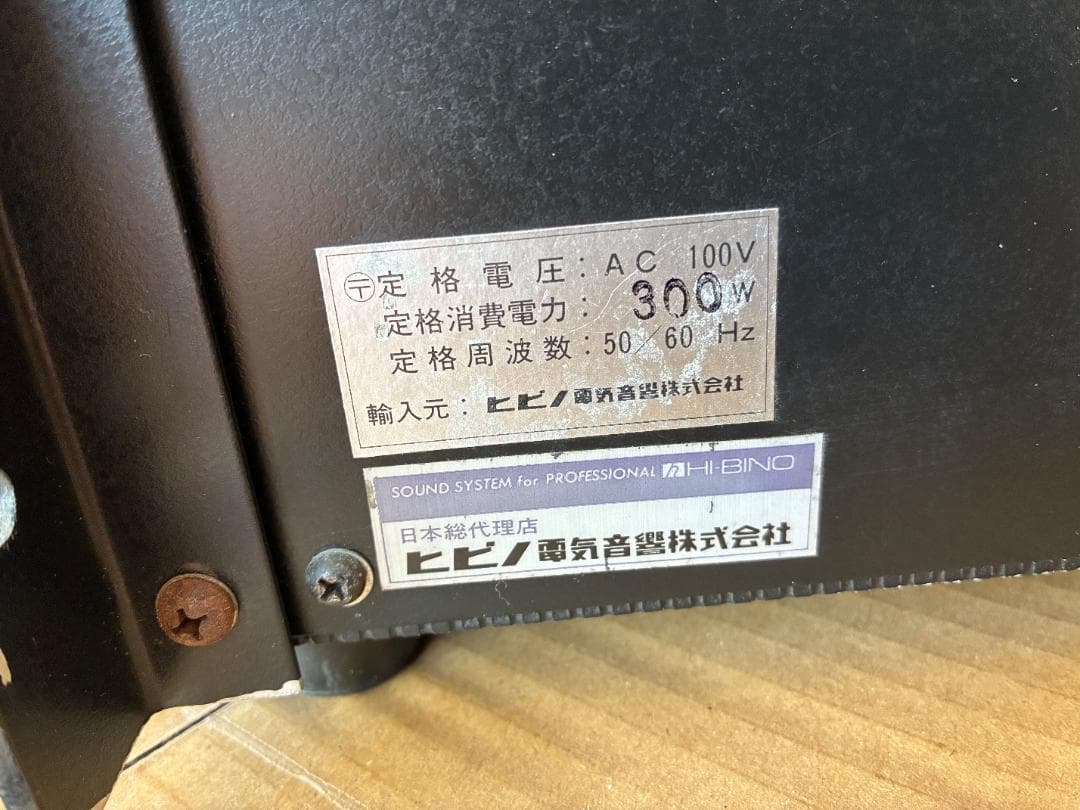 〶定格電圧：AC 100V
定格消費電力：300W
定格周波数：50/60 Hz
輸入元：ヒビノ電気音響株式会社
SOUND SYSTEM for PROFESSIONAL HI-BINO
日本総代理店
ヒビノ電気音響株式会社